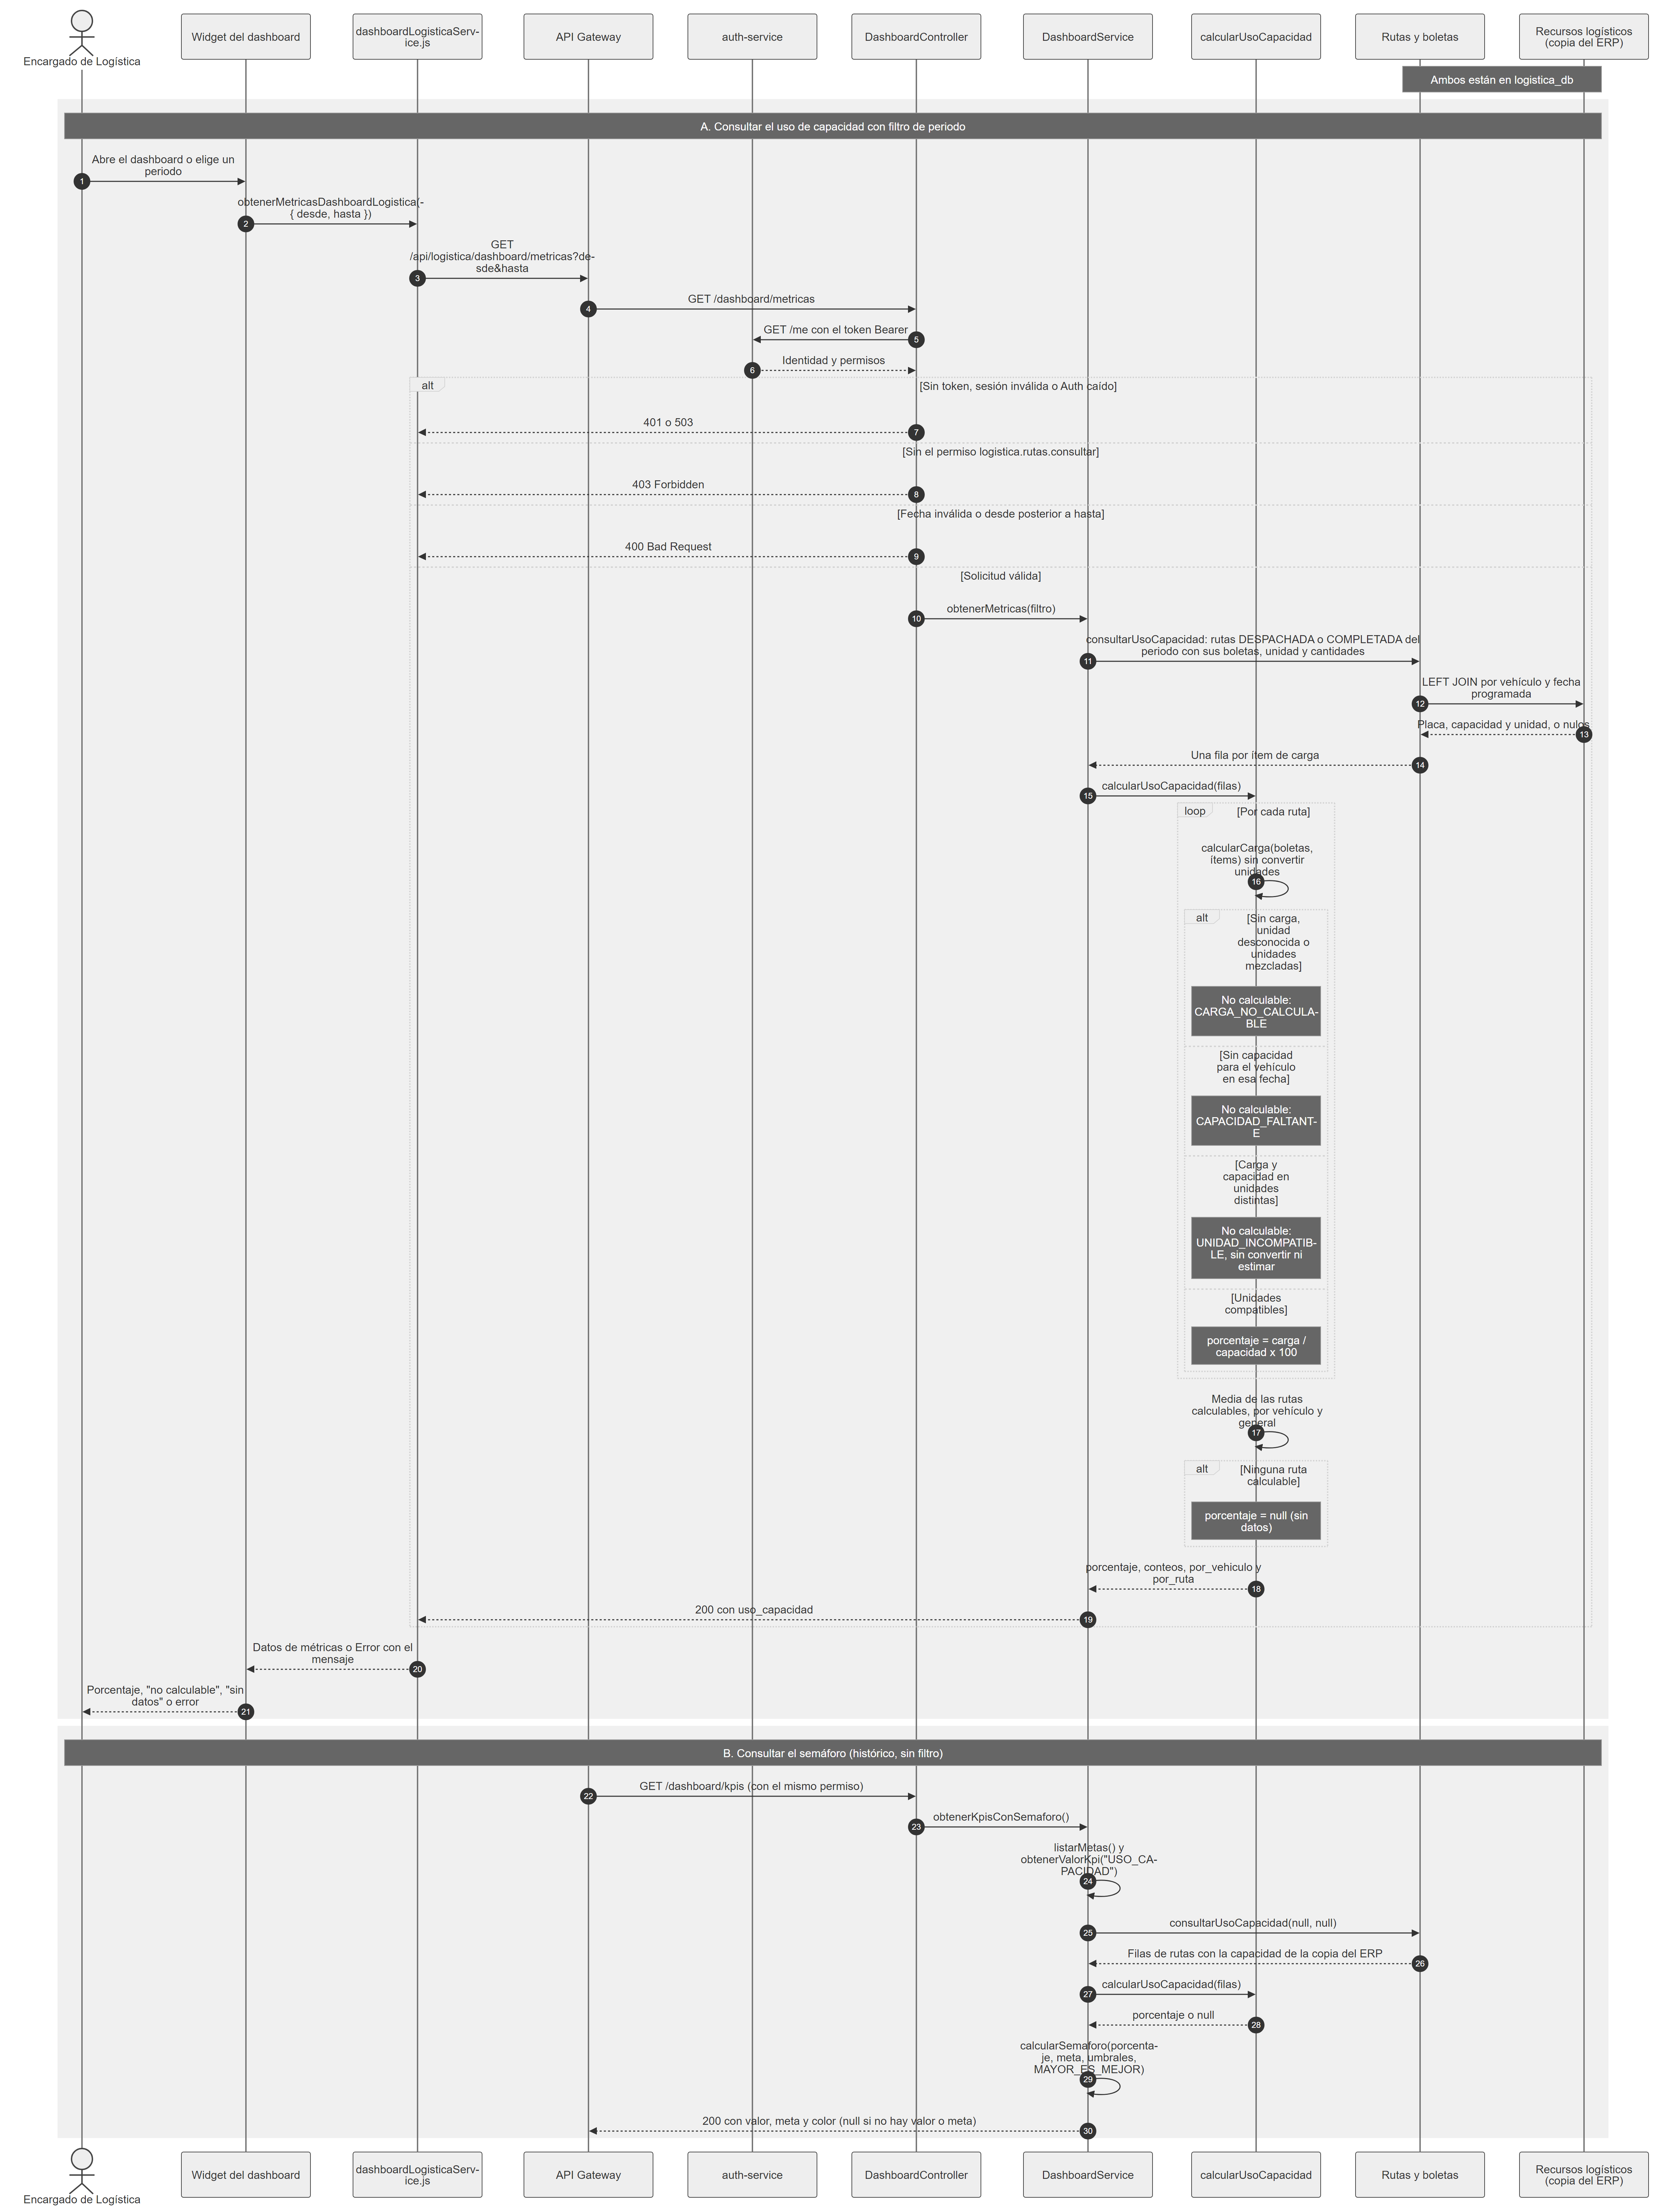 Encargado de Logística
Widget del dashboard
dashboardLogisticaServ-
ice.js
API Gateway
auth-service
DashboardController
DashboardService
calcularUsoCapacidad
Rutas y boletas
Recursos logísticos
(copia del ERP)
Ambos están en logistica_db
A. Consultar el uso de capacidad con filtro de periodo
Abre el dashboard o elige un
periodo
1
obtenerMetricasDashboardLogistica(-
{ desde, hasta })
2
GET
/api/logistica/dashboard/metricas?de-
sde&hasta
3
GET /dashboard/metricas
4
GET /me con el token Bearer
5
Identidad y permisos
6
alt
[Sin token, sesión inválida o Auth caído]
401 o 503
7
[Sin el permiso logistica.rutas.consultar]
403 Forbidden
8
[Fecha inválida o desde posterior a hasta]
400 Bad Request
9
[Solicitud válida]
obtenerMetricas(filtro)
10
consultarUsoCapacidad: rutas DESPACHADA o COMPLETADA del
periodo con sus boletas, unidad y cantidades
11
LEFT JOIN por vehículo y fecha
programada
12
Placa, capacidad y unidad, o nulos
13
Una fila por ítem de carga
14
calcularUsoCapacidad(filas)
15
loop
[Por cada ruta]
calcularCarga(boletas,
ítems) sin convertir
unidades
16
alt
[Sin carga,
unidad
desconocida o
unidades
mezcladas]
No calculable:
CARGA_NO_CALCULA-
BLE
[Sin capacidad
para el vehículo
en esa fecha]
No calculable:
CAPACIDAD_FALTANT-
E
[Carga y
capacidad en
unidades
distintas]
No calculable:
UNIDAD_INCOMPATIB-
LE, sin convertir ni
estimar
[Unidades
compatibles]
porcentaje = carga /
capacidad x 100
Media de las rutas
calculables, por vehículo y
general
17
alt
[Ninguna ruta
calculable]
porcentaje = null (sin
datos)
porcentaje, conteos, por_vehiculo y
por_ruta
18
200 con uso_capacidad
19
Datos de métricas o Error con el
mensaje
20
Porcentaje, "no calculable", "sin
datos" o error
21
B. Consultar el semáforo (histórico, sin filtro)
GET /dashboard/kpis (con el mismo permiso)
22
obtenerKpisConSemaforo()
23
listarMetas() y
obtenerValorKpi("USO_CA-
PACIDAD")
24
consultarUsoCapacidad(null, null)
25
Filas de rutas con la capacidad de la copia del ERP
26
calcularUsoCapacidad(filas)
27
porcentaje o null
28
calcularSemaforo(porcenta-
je, meta, umbrales,
MAYOR_ES_MEJOR)
29
200 con valor, meta y color (null si no hay valor o meta)
30
Encargado de Logística
Widget del dashboard
dashboardLogisticaServ-
ice.js
API Gateway
auth-service
DashboardController
DashboardService
calcularUsoCapacidad
Rutas y boletas
Recursos logísticos
(copia del ERP)